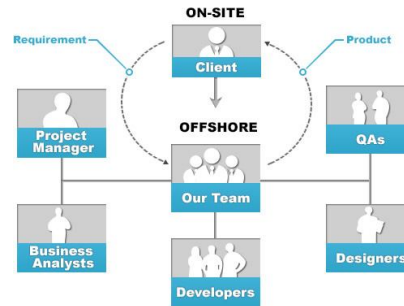 ON-SITE
Requirement
Product
Client
OFFSHORE
Project
Manager
QAs
Our Team
Business
Analysts
Developers
Designers